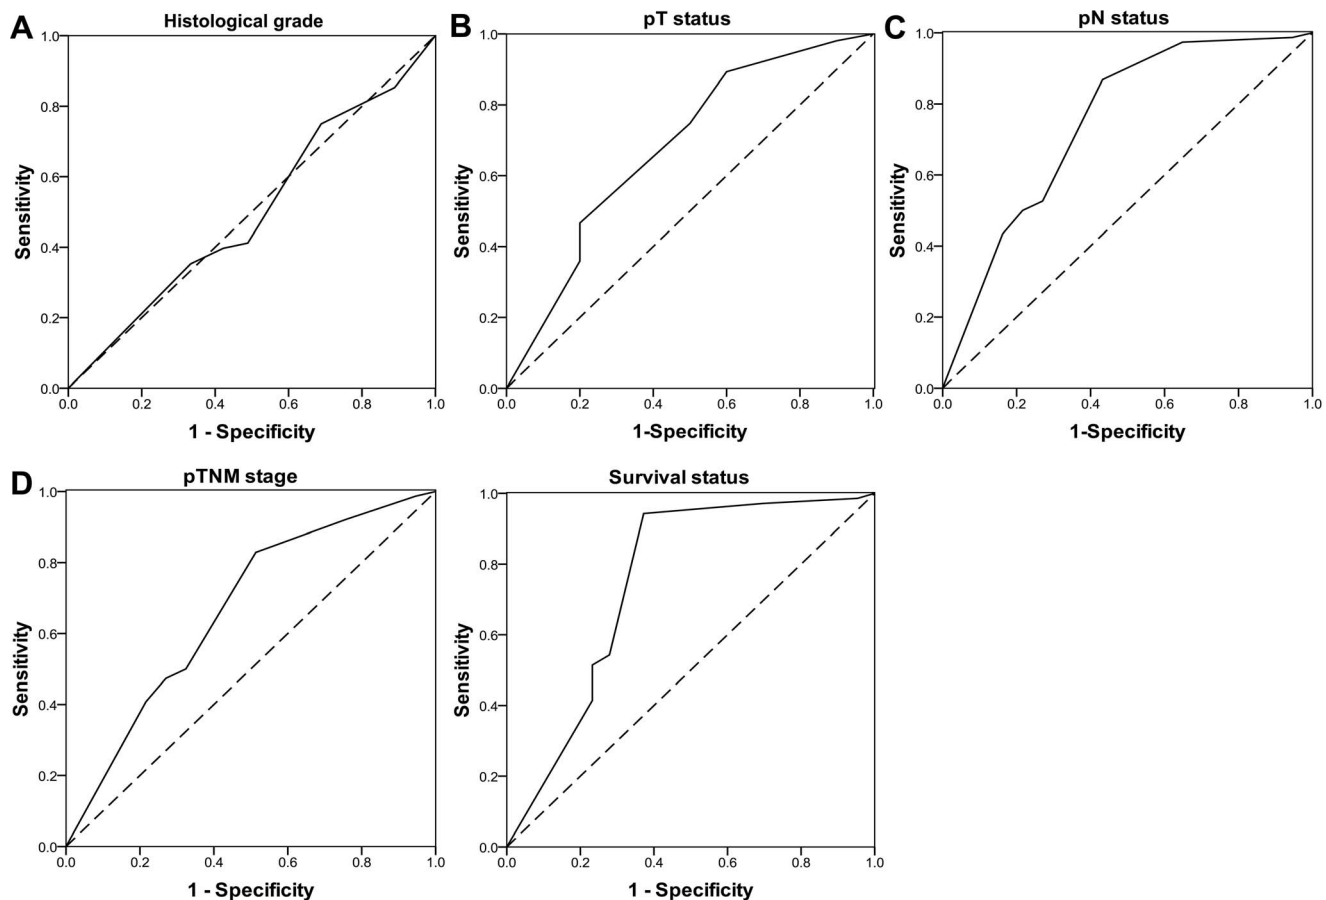 A
Histological grade
1.0
0.8
0.6
0.4
0.2
0.0
Sensitivity
0.0 0.2 0.4 0.6 0.8 1.0
1 - Specificity
B
pT status
1.0
0.8
0.6
0.4
0.2
0.0
Sensitivity
0.0 0.2 0.4 0.6 0.8 1.0
1-Specificity
C
pN status
1.0
0.8
0.6
0.4
0.2
0.0
Sensitivity
0.0 0.2 0.4 0.6 0.8 1.0
1-Specificity
D
pTNM stage
1.0
0.8
0.6
0.4
0.2
0.0
Sensitivity
0.0 0.2 0.4 0.6 0.8 1.0
1 - Specificity
Survival status
1.0
0.8
0.6
0.4
0.2
0.0
Sensitivity
0.0 0.2 0.4 0.6 0.8 1.0
1 - Specificity